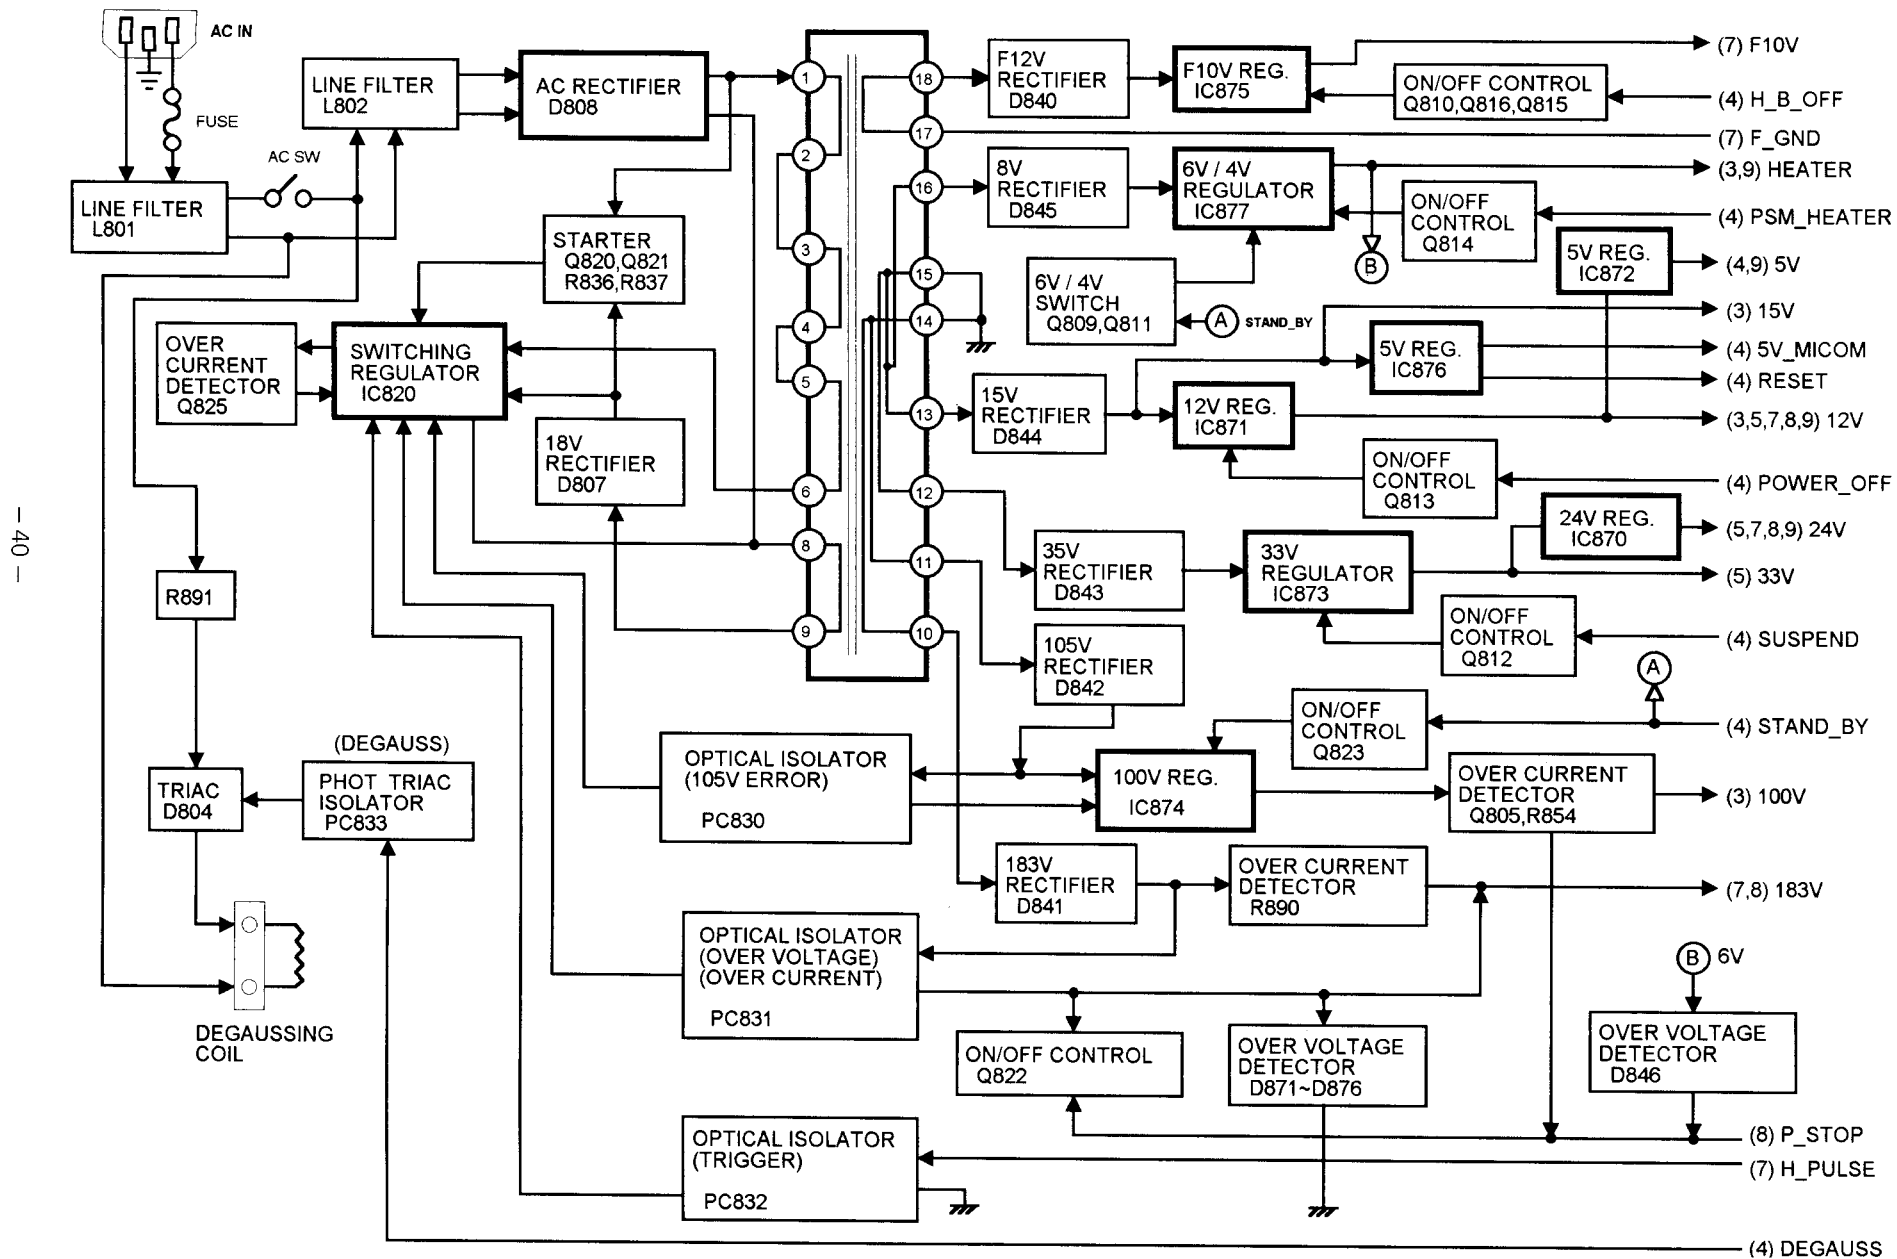 AC IN
FUSE
AC SW
LINE FILTER
L801
LINE FILTER
L802
AC RECTIFIER
D808
STARTER
Q820,Q821
R836,R837
OVER
CURRENT
DETECTOR
Q825
SWITCHING
REGULATOR
IC820
18V
RECTIFIER
D807
R891
(DEGAUSS)
TRIAC
D804
PHOT TRIAC
ISOLATOR
PC833
DEGAUSSING
COIL
1
2
3
4
5
6
8
9
18
17
16
15
14
13
12
11
10
F12V
RECTIFIER
D840
F10V REG.
IC875
ON/OFF CONTROL
Q810,Q816,Q815
(7) F10V
(4) H_B_OFF
(7) F_GND
8V
RECTIFIER
D845
6V / 4V
REGULATOR
IC877
ON/OFF
CONTROL
Q814
(3,9) HEATER
(4) PSM_HEATER
B
5V REG.
IC872
(4,9) 5V
6V / 4V
SWITCH
Q809,Q811
A
STAND_BY
(3) 15V
5V REG.
IC876
(4) 5V_MICOM
(4) RESET
15V
RECTIFIER
D844
12V REG.
IC871
(3,5,7,8,9) 12V
ON/OFF
CONTROL
Q813
(4) POWER_OFF
24V REG.
IC870
(5,7,8,9) 24V
35V
RECTIFIER
D843
33V
REGULATOR
IC873
(5) 33V
ON/OFF
CONTROL
Q812
(4) SUSPEND
105V
RECTIFIER
D842
A
ON/OFF
CONTROL
Q823
(4) STAND_BY
OPTICAL ISOLATOR
(105V ERROR)
PC830
100V REG.
IC874
OVER CURRENT
DETECTOR
Q805,R854
(3) 100V
183V
RECTIFIER
D841
OVER CURRENT
DETECTOR
R890
(7,8) 183V
OPTICAL ISOLATOR
(OVER VOLTAGE)
(OVER CURRENT)
PC831
B
6V
ON/OFF CONTROL
Q822
OVER VOLTAGE
DETECTOR
D871~D876
OVER VOLTAGE
DETECTOR
D846
(8) P_STOP
OPTICAL ISOLATOR
(TRIGGER)
PC832
(7) H_PULSE
(4) DEGAUSS
— 40 —